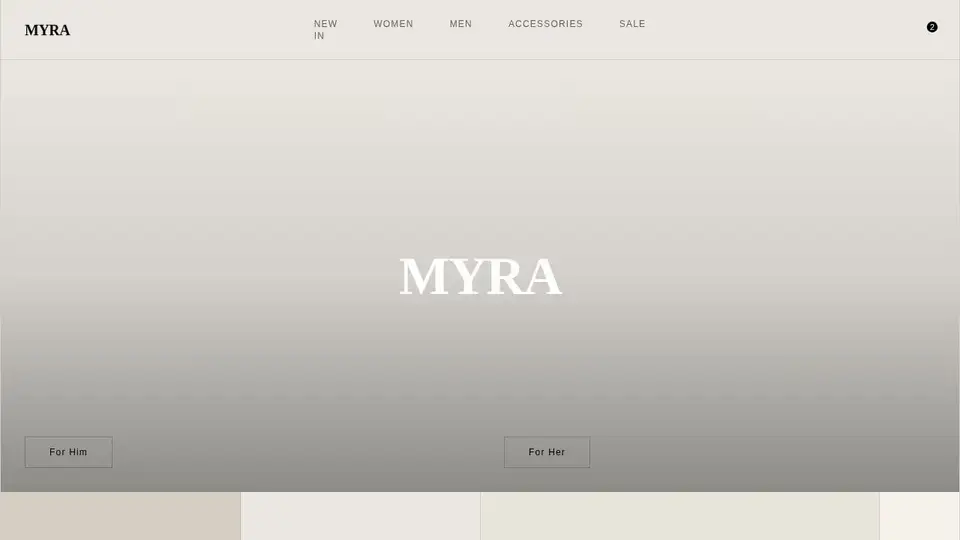 MYRA
NEW IN
WOMEN
MEN
ACCESSORIES
SALE
2
MYRA
For Him
For Her